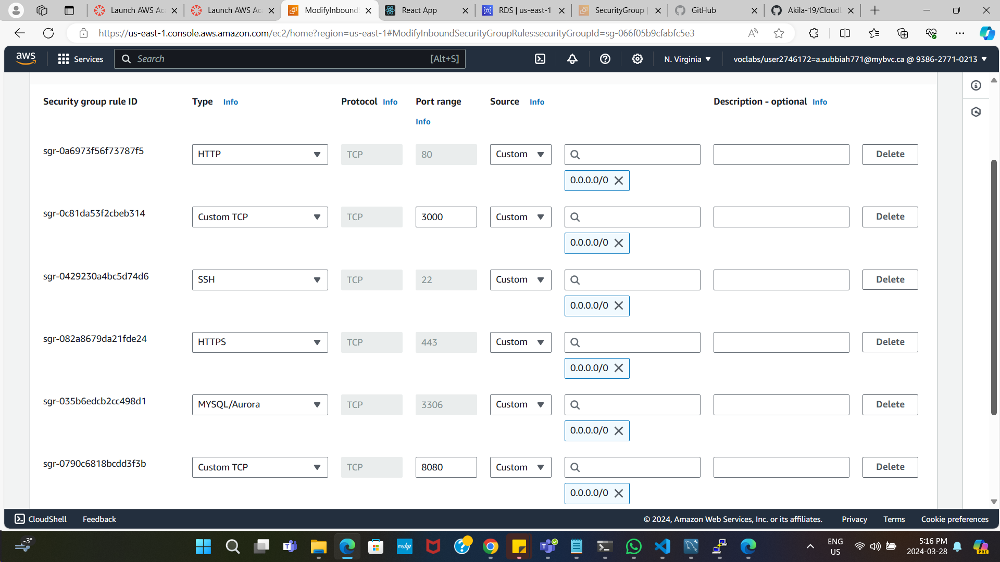 Launch AWS Aca
Launch AWS Aca
ModifyInboundS
React App
RDS | us-east-1
SecurityGroup |
GitHub
Akila-19/CloudL
https://us-east-1.console.aws.amazon.com/ec2/home?region=us-east-1#ModifyInboundSecurityGroupRules:securityGroupId=sg-066f05b9cfabfc5e3
aws Services Search [Alt+S] N. Virginia voclabs/user2746172=a.subbiah771@mybvc.ca @ 9386-2771-0213
Security group rule ID Type Info Protocol Info Port range Source Info Description - optional Info
Info
sgr-0a6973f56f73787f5 HTTP TCP 80 Custom Delete
0.0.0.0/0
sgr-0c81da53f2cbeb314 Custom TCP TCP 3000 Custom Delete
0.0.0.0/0
sgr-0429230a4bc5d74d6 SSH TCP 22 Custom Delete
0.0.0.0/0
sgr-082a8679da21fde24 HTTPS TCP 443 Custom Delete
0.0.0.0/0
sgr-035b6edcb2cc498d1 MYSQL/Aurora TCP 3306 Custom Delete
0.0.0.0/0
sgr-0790c6818bcdd3f3b Custom TCP TCP 8080 Custom Delete
0.0.0.0/0
CloudShell Feedback © 2024, Amazon Web Services, Inc. or its affiliates. Privacy Terms Cookie preferences
-3°
myhp
PRE
ENG
US
5:16 PM
2024-03-28